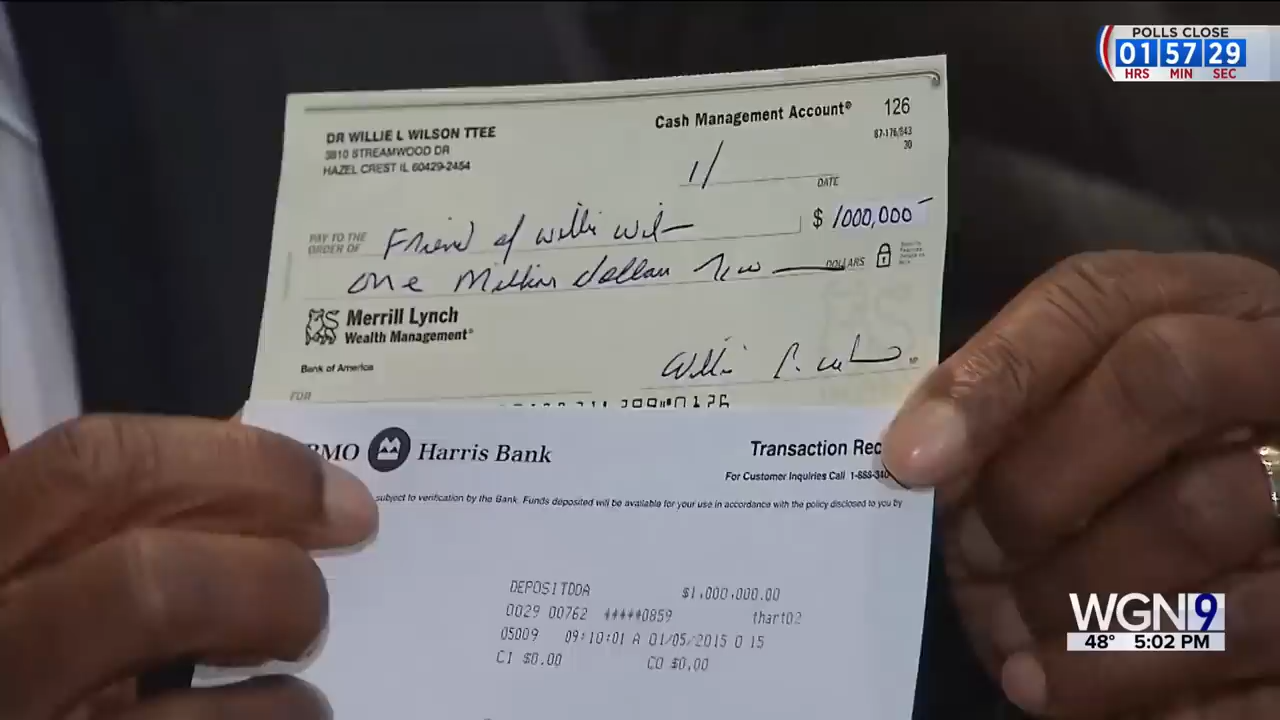 POLLS CLOSE
01 57 29
HRS MIN SEC
DR WILLIE L WILSON TTEE
3810 STREAMWOOD DR
HAZEL CREST IL 60429-2454
Cash Management Account®
126
87-176/843
30
1/
DATE
PAY TO THE
ORDER OF
Friend of Willie Wil
$ 1000,000
one Million dollar
DOLLARS
Merrill Lynch
Wealth Management®
Bank of America
FOR
BMO Harris Bank
Transaction Rec
For Customer Inquiries Call 1-888-340
subject to verification by the Bank. Funds deposited will be available for your use in accordance with the policy disclosed to you by
DEPOSITDDA $1,000,000.00
0029 00762 *****0859 thart02
05009 09:10:01 A 01/05/2015 0 15
CI $0.00 CO $0.00
WGN9
48° 5:02 PM